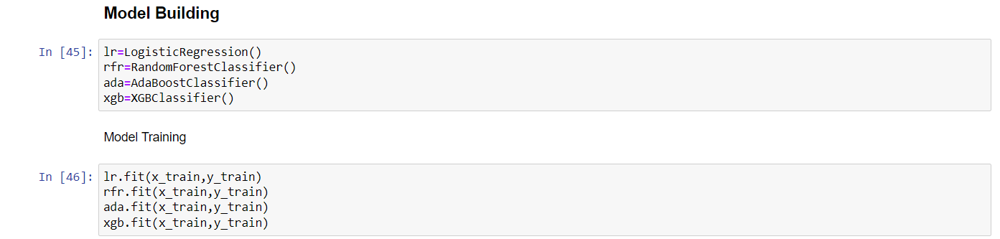 Model Building
In [45]:
lr=LogisticRegression()
rfr=RandomForestClassifier()
ada=AdaBoostClassifier()
xgb=XGBClassifier()
Model Training
In [46]:
lr.fit(x_train,y_train)
rfr.fit(x_train,y_train)
ada.fit(x_train,y_train)
xgb.fit(x_train,y_train)